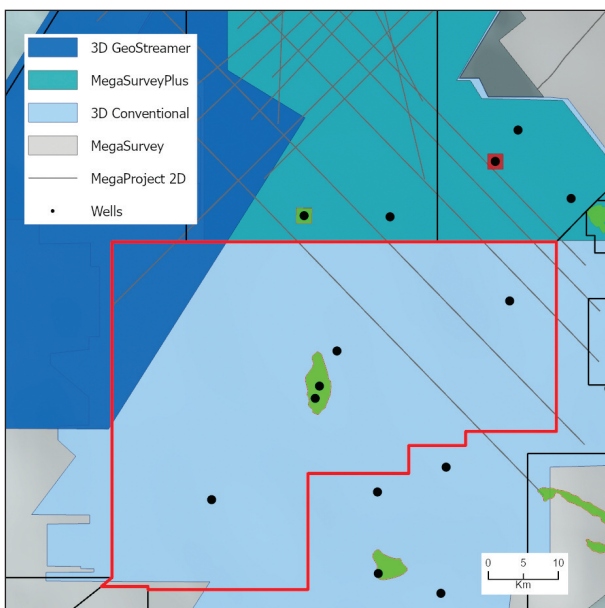 3D GeoStreamer
MegaSurveyPlus
3D Conventional
MegaSurvey
MegaProject 2D
Wells
0 5 10
Km